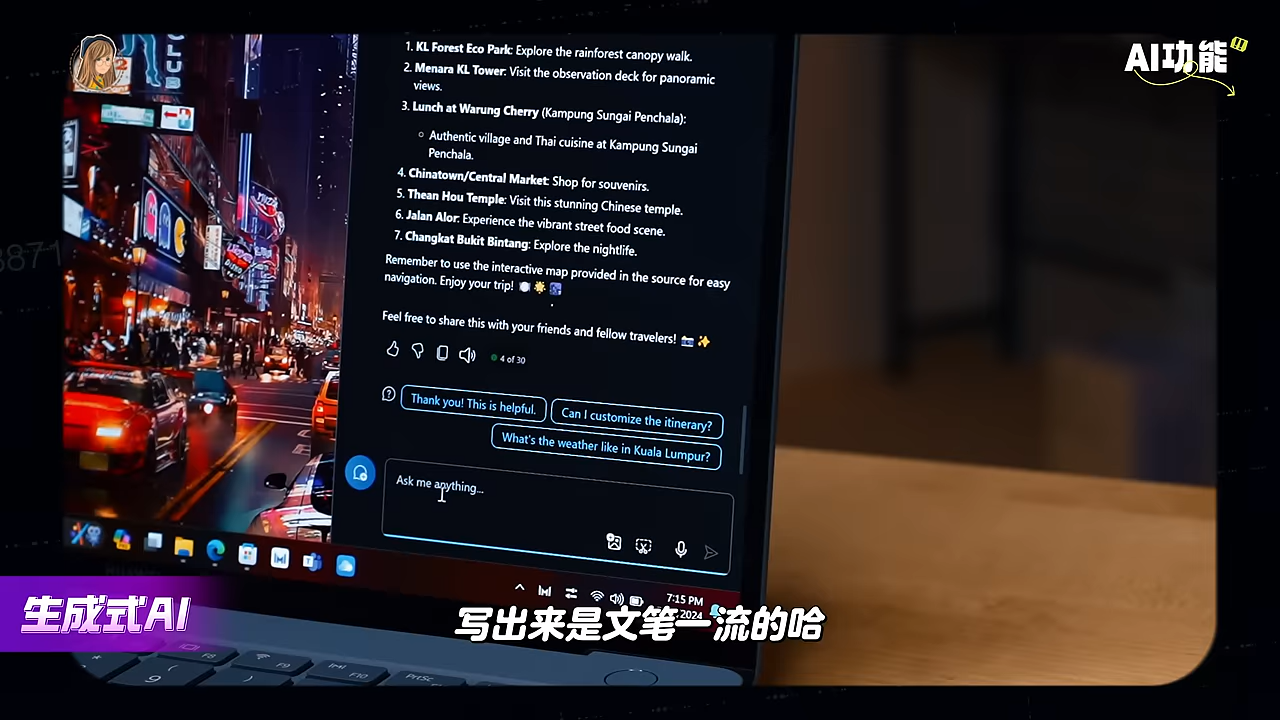 AI功能
CLUB
1. KL Forest Eco Park: Explore the rainforest canopy walk.
2. Menara KL Tower: Visit the observation deck for panoramic
views.
3. Lunch at Warung Cherry (Kampung Sungai Penchala):
Authentic village and Thai cuisine at Kampung Sungai
Penchala.
4. Chinatown/Central Market: Shop for souvenirs.
5. Thean Hou Temple: Visit this stunning Chinese temple.
6. Jalan Alor: Experience the vibrant street food scene.
7. Changkat Bukit Bintang: Explore the nightlife.
Remember to use the interactive map provided in the source for easy
navigation. Enjoy your trip! 🍽️ ☀️ 🌆
Feel free to share this with your friends and fellow travelers! 📸 ✨
4 of 30
Thank you! This is helpful.
Can I customize the itinerary?
What's the weather like in Kuala Lumpur?
Ask me anything...
7:15 PM
2024
生成式AI
写出来是文笔一流的哈
F8
F9
F10
PrtSc
9